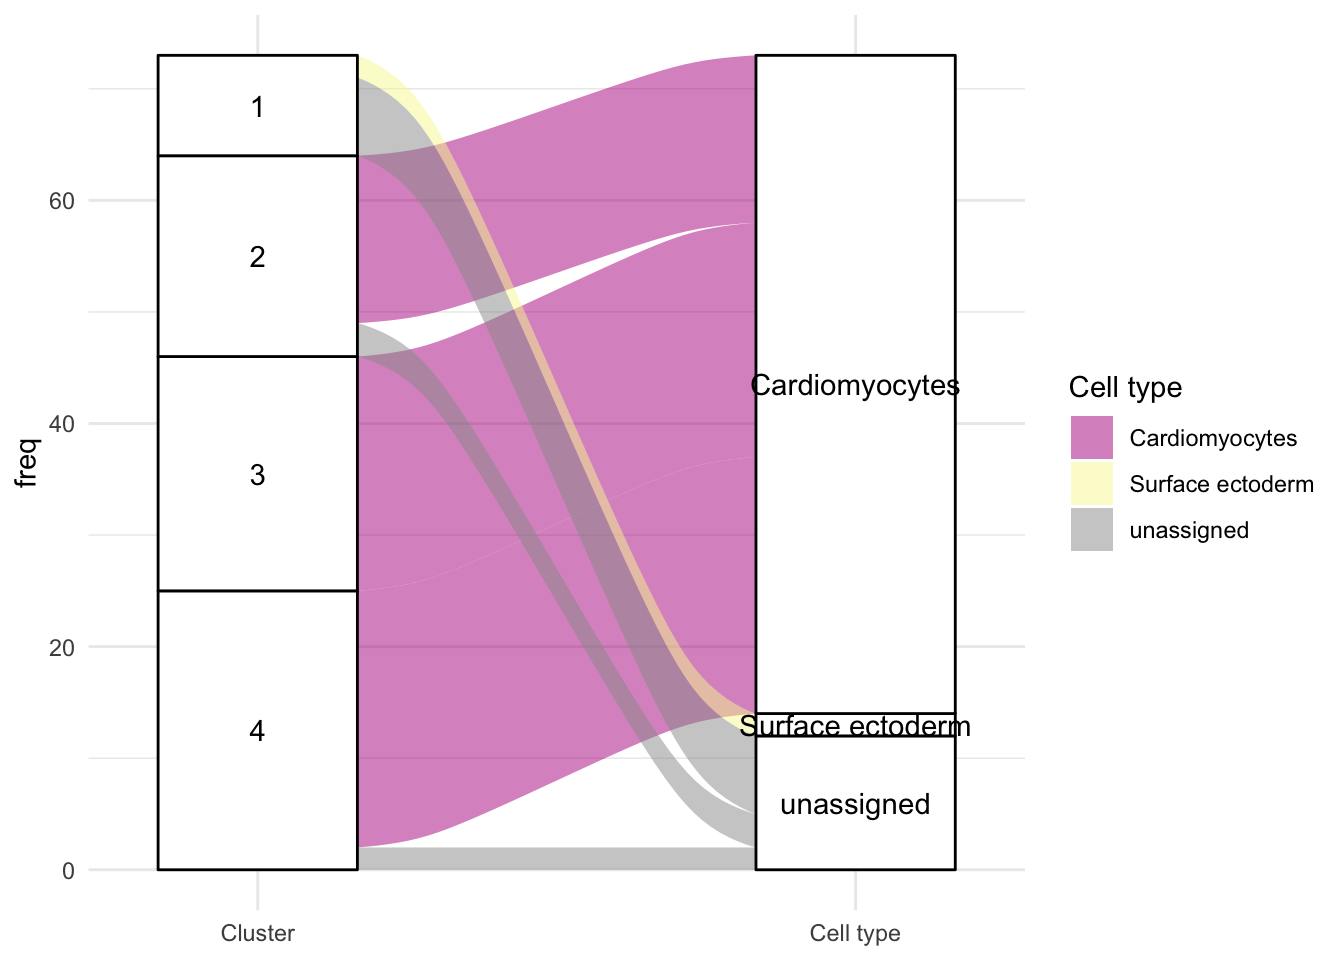 freq
60
40
20
0
1
2
3
4
Cardiomyocytes
Surface ectoderm
unassigned
Cluster
Cell type
Cell type
Cardiomyocytes
Surface ectoderm
unassigned